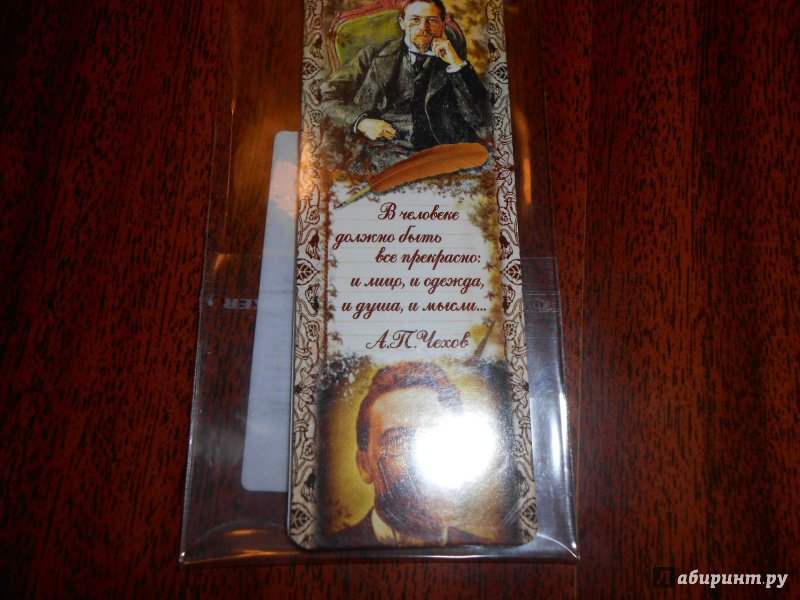 В человеке
должно быть
все прекрасно:
и лицо, и одежда,
и душа, и мысли...
А.П.Чехов
Лабиринт.ру